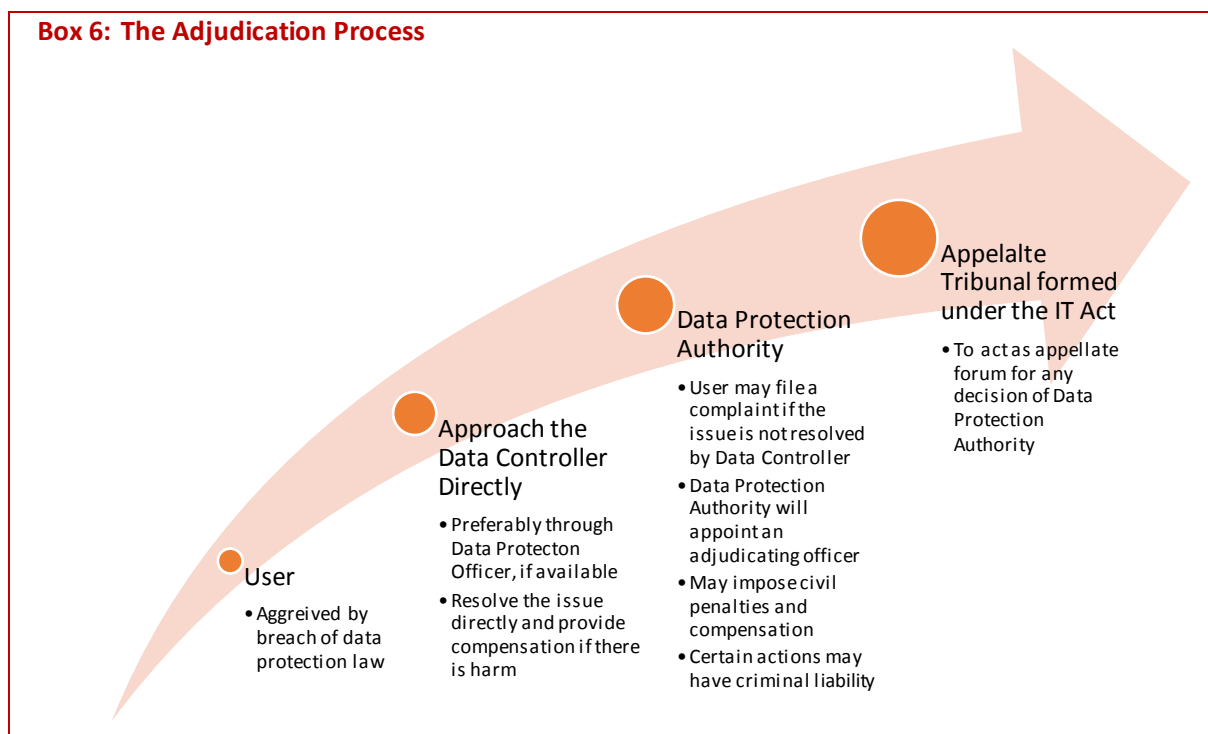 Box 6: The Adjudication Process
User
• Aggreived by
breach of data
protection law
Approach the
Data Controller
Directly
• Preferably through
Data Protecton
Officer, if available
• Resolve the issue
directly and provide
compensation if there
is harm
Data Protection
Authority
• User may file a
complaint if the
issue is not resolved
by Data Controller
• Data Protection
Authority will
appoint an
adjudicating officer
• May impose civil
penalties and
compensation
• Certain actions may
have criminal liability
Appelalte
Tribunal formed
under the IT Act
• To act as appellate
forum for any
decision of Data
Protection
Authority